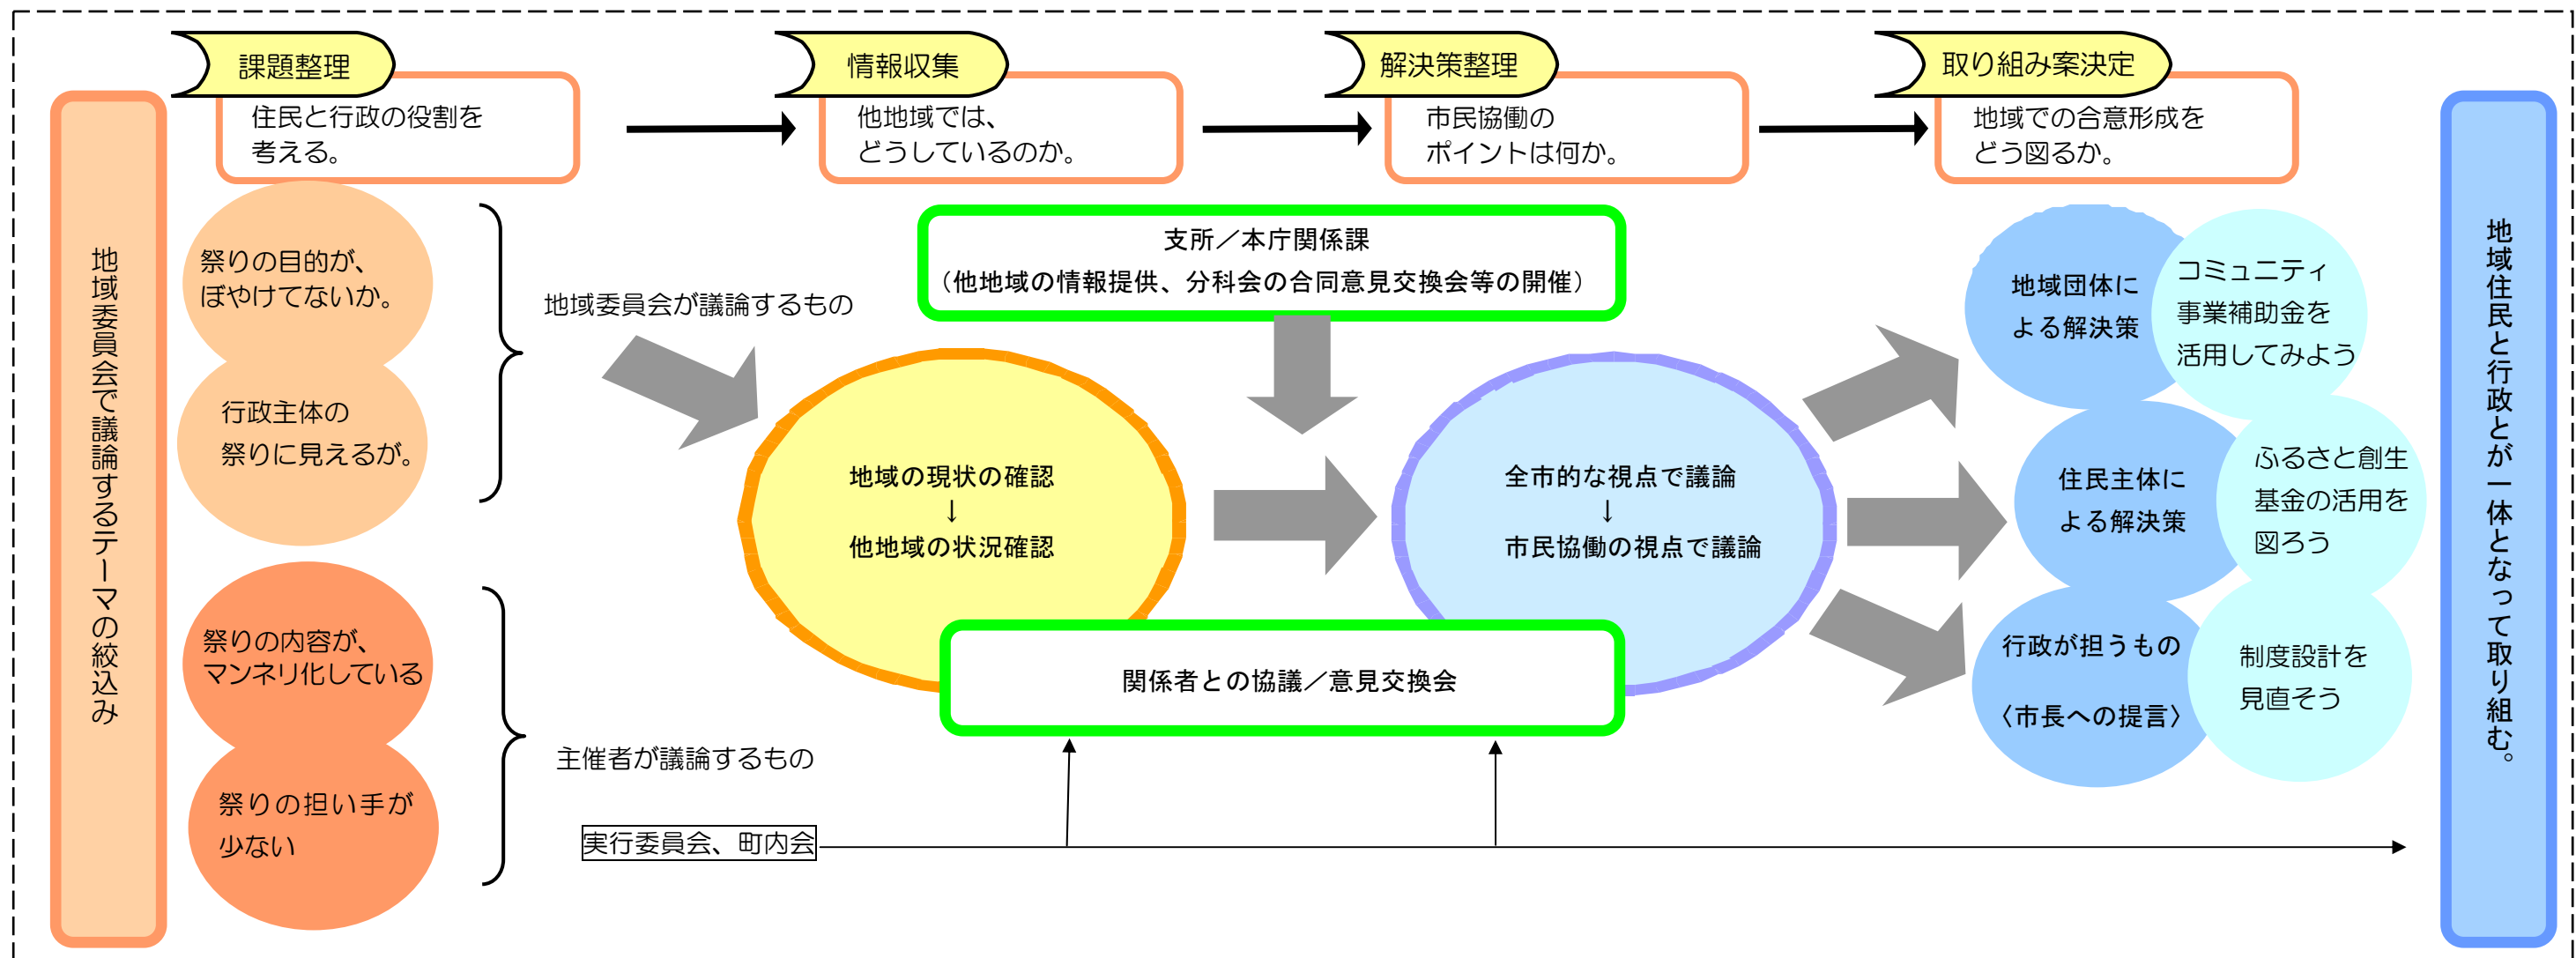 課題整理
住民と行政の役割を
考える。
情報収集
他地域では、
どうしているのか。
解決策整理
市民協働の
ポイントは何か。
取り組み案決定
地域での合意形成を
どう図るか。
地域委員会で議論するテーマの絞込み
祭りの目的が、
ぼやけてないか。
行政主体の
祭りに見えるが。
地域委員会が議論するもの
祭りの内容が、
マンネリ化している
祭りの担い手が
少ない
主催者が議論するもの
実行委員会、町内会
支所／本庁関係課
（他地域の情報提供、分科会の合同意見交換会等の開催）
地域の現状の確認
↓
他地域の状況確認
全市的な視点で議論
↓
市民協働の視点で議論
関係者との協議／意見交換会
地域団体に
よる解決策
コミュニティ
事業補助金を
活用してみよう
住民主体に
よる解決策
ふるさと創生
基金の活用を
図ろう
行政が担うもの
〈市長への提言〉
制度設計を
見直そう
地域住民と行政とが一体となって取り組む。